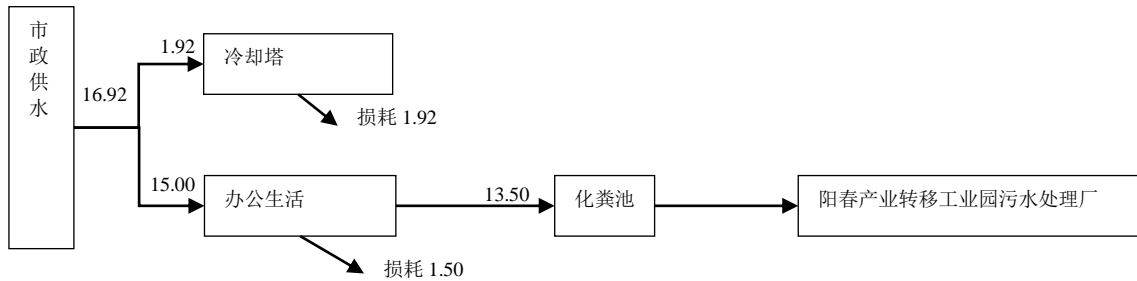 市政供水
16.92
1.92
冷却塔
损耗 1.92
15.00
办公生活
损耗 1.50
13.50
化粪池
阳春产业转移工业园污水处理厂